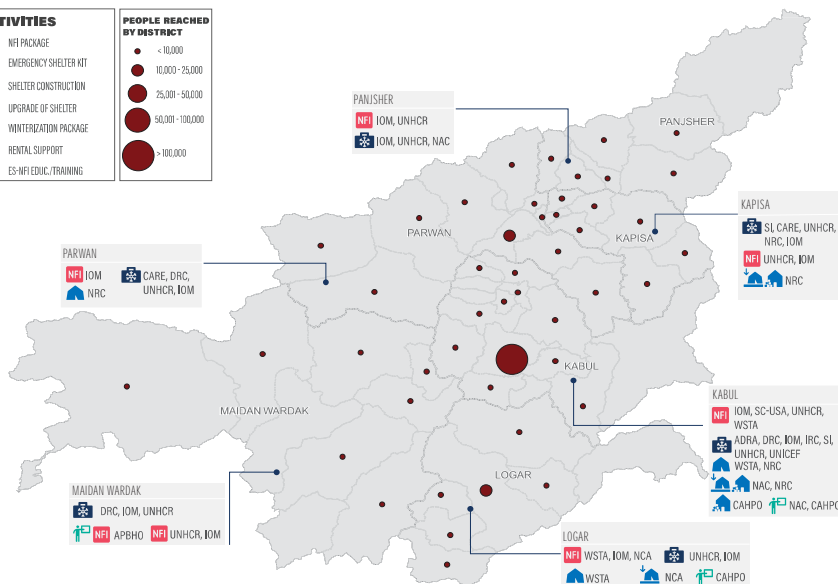 TIVITIES
NFI PACKAGE
EMERGENCY SHELTER KIT
SHELTER CONSTRUCTION
UPGRADE OF SHELTER
WINTERIZATION PACKAGE
RENTAL SUPPORT
ES-NFI EDUC./TRAINING
PEOPLE REACHED
BY DISTRICT
< 10,000
10,000 - 25,000
25,001 - 50,000
50,001 - 100,000
> 100,000
PANJSHER
NFI IOM, UNHCR
IOM, UNHCR, NAC
PANJSHER
KAPISA
SI, CARE, UNHCR,
NRC, IOM
NFI UNHCR, IOM
NRC
PARWAN
KAPISA
PARWAN
NFI IOM CARE, DRC,
UNHCR, IOM
NRC
KABUL
MAIDAN WARDAK
KABUL
NFI IOM, SC-USA, UNHCR,
WSTA
ADRA, DRC, IOM, IRC, SI,
UNHCR, UNICEF
WSTA, NRC
NAC, NRC
CAHPO NAC, CAHPO
LOGAR
MAIDAN WARDAK
DRC, IOM, UNHCR
NFI APBHO NFI UNHCR, IOM
LOGAR
NFI WSTA, IOM, NCA UNHCR, IOM
WSTA NCA CAHPO